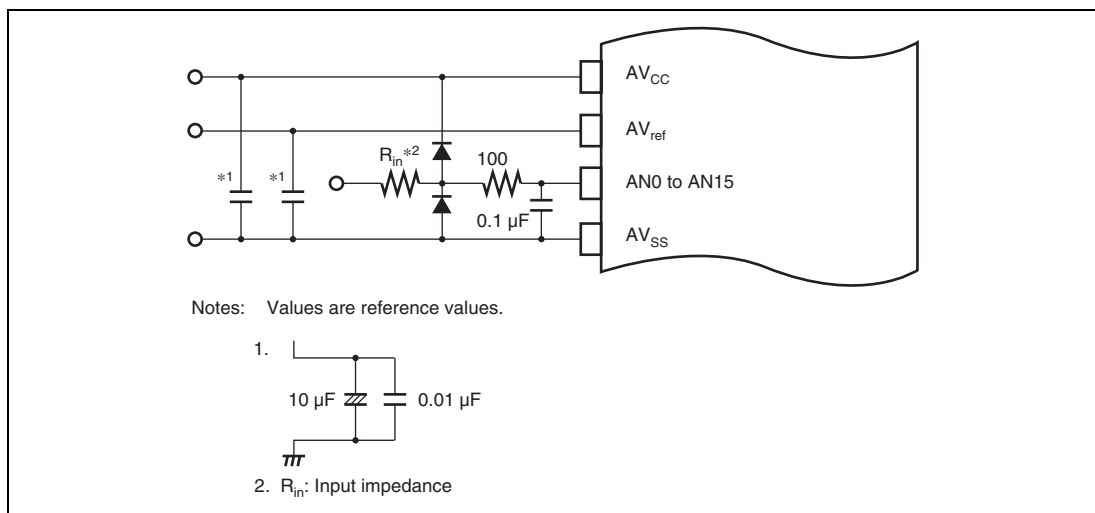 AVCC
AVref
Rin*2
100
*1
*1
AN0 to AN15
0.1 µF
AVSS
Notes: Values are reference values.
1.
10 µF
0.01 µF
2. Rin: Input impedance